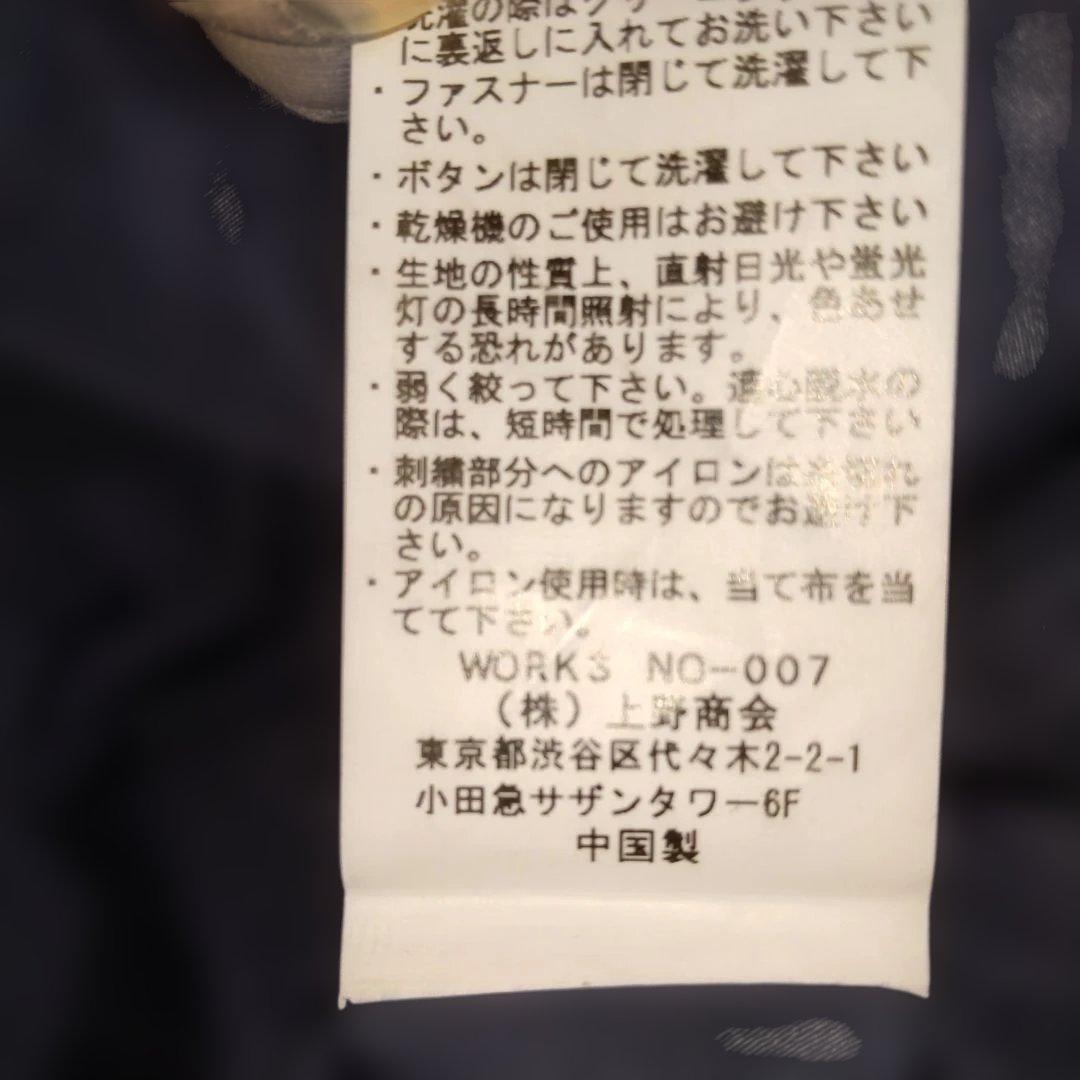 洗濯の際は
に裏返しに入れてお洗い下さい
・ファスナーは閉じて洗濯して下
さい。
・ボタンは閉じて洗濯して下さい
・乾燥機のご使用はお避け下さい
・生地の性質上、直射日光や蛍光
灯の長時間照射により、色あせ
する恐れがあります。
・弱く絞って下さい。遠心脱水の
際は、短時間で処理して下さい
・刺繍部分へのアイロンは糸切れ
の原因になりますのでお避け下
さい。
・アイロン使用時は、当て布を当
てて下さい。
WORKS NO-007
(株)上野商会
東京都渋谷区代々木2-2-1
小田急サザンタワー6F
中国製